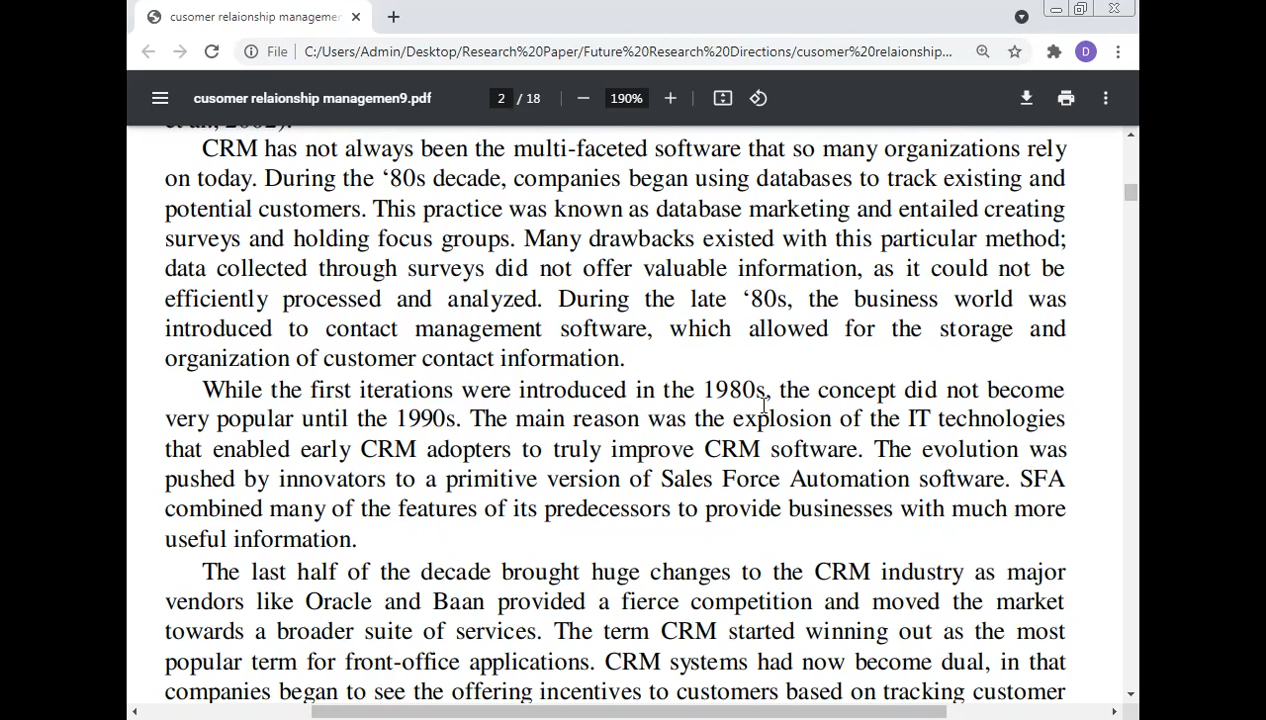 cusomer relaionship managemen
File
C:/Users/Admin/Desktop/Research%20Paper/Future%20Research%20Directions/cusomer%20relaionship...
D
cusomer relaionship managemen9.pdf
2 / 18
190%
et al., 2002).
CRM has not always been the multi-faceted software that so many organizations rely
on today. During the ‘80s decade, companies began using databases to track existing and
potential customers. This practice was known as database marketing and entailed creating
surveys and holding focus groups. Many drawbacks existed with this particular method;
data collected through surveys did not offer valuable information, as it could not be
efficiently processed and analyzed. During the late ‘80s, the business world was
introduced to contact management software, which allowed for the storage and
organization of customer contact information.
While the first iterations were introduced in the 1980s, the concept did not become
very popular until the 1990s. The main reason was the explosion of the IT technologies
that enabled early CRM adopters to truly improve CRM software. The evolution was
pushed by innovators to a primitive version of Sales Force Automation software. SFA
combined many of the features of its predecessors to provide businesses with much more
useful information.
The last half of the decade brought huge changes to the CRM industry as major
vendors like Oracle and Baan provided a fierce competition and moved the market
towards a broader suite of services. The term CRM started winning out as the most
popular term for front-office applications. CRM systems had now become dual, in that
companies began to see the offering incentives to customers based on tracking customer